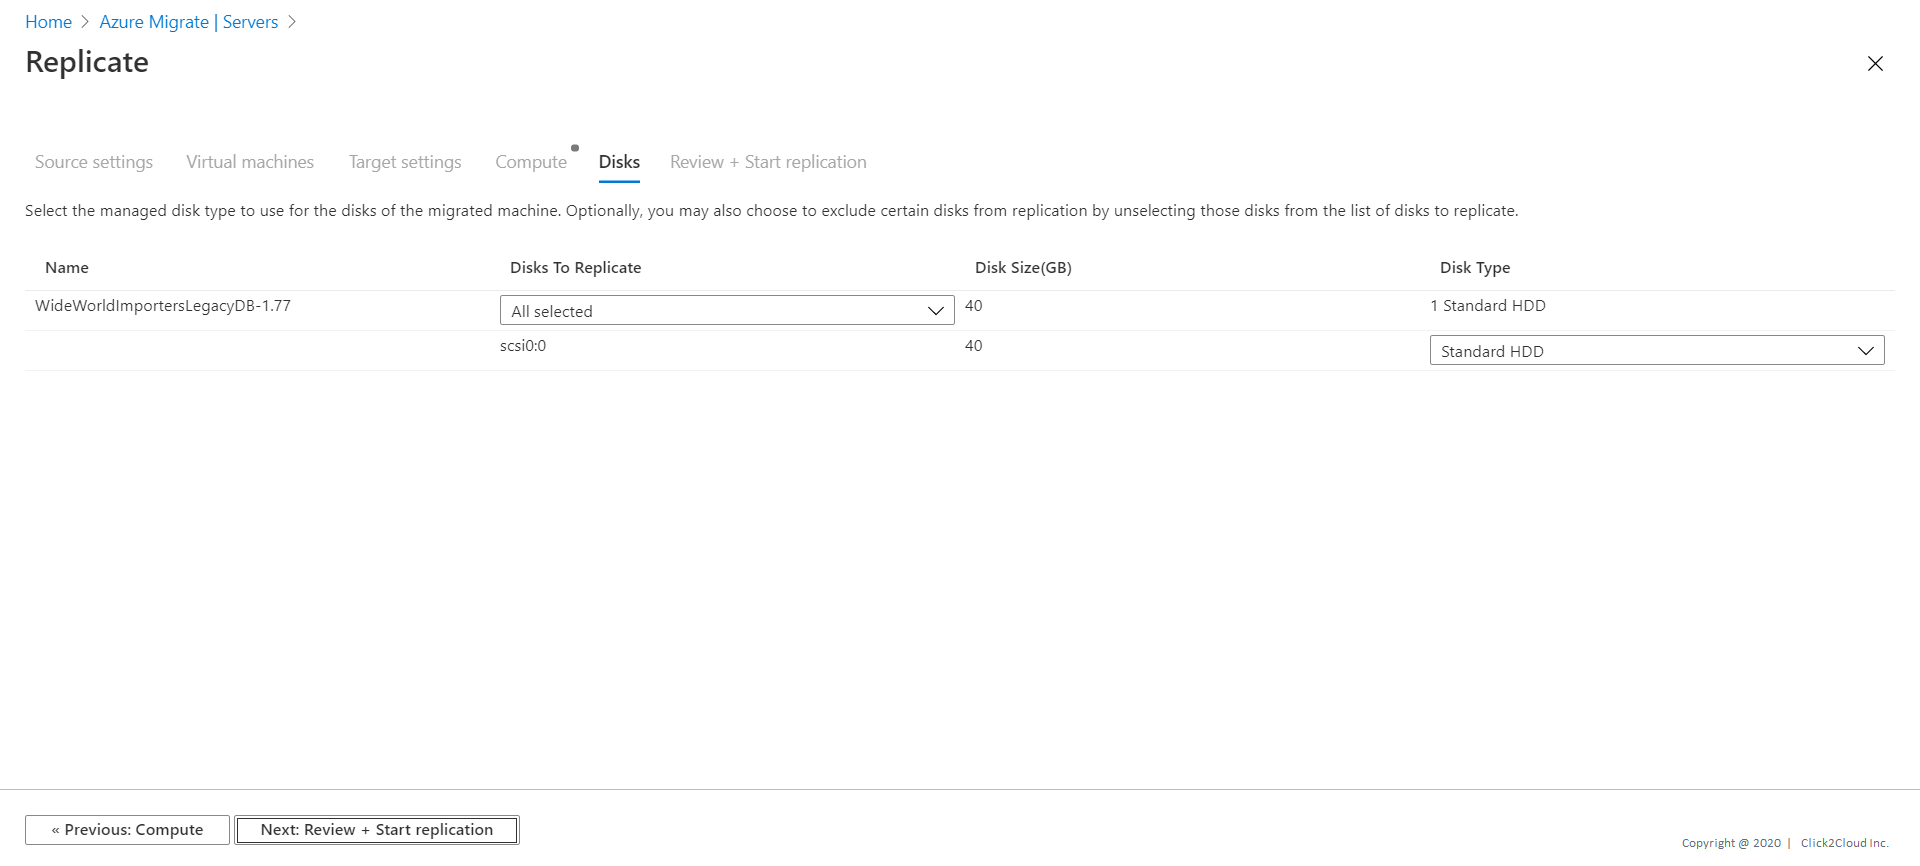 Home > Azure Migrate | Servers >
Replicate
Source settings Virtual machines Target settings Compute Disks Review + Start replication
Select the managed disk type to use for the disks of the migrated machine. Optionally, you may also choose to exclude certain disks from replication by unselecting those disks from the list of disks to replicate.
Name Disks To Replicate Disk Size(GB) Disk Type
WideWorldImportersLegacyDB-1.77 All selected 40 1 Standard HDD
scsi0:0 40 Standard HDD
« Previous: Compute Next: Review + Start replication
Copyright @ 2020 | Click2Cloud Inc.